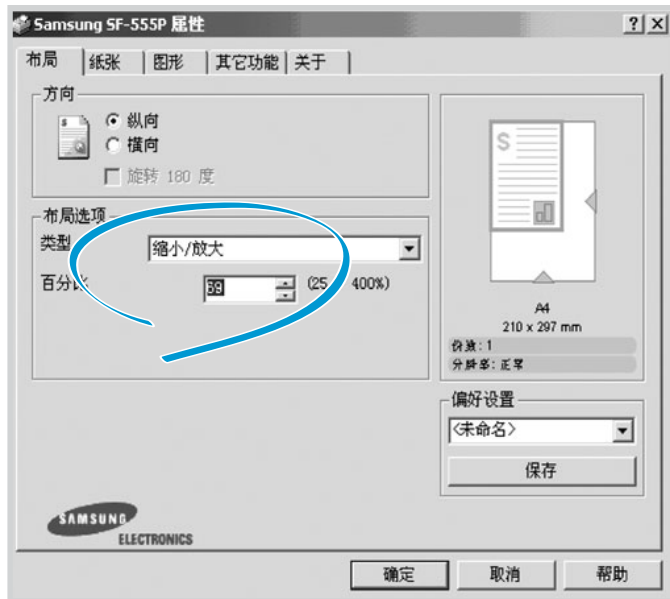 Samsung SF-555P 属性
布局 纸张 图形 其它功能 关于
方向
纵向
横向
旋转 180 度
布局选项
类型 缩小/放大
百分比 (25 400%)
A4
210 x 297 mm
份数: 1
分辨率: 正常
偏好设置
<未命名>
保存
SAMSUNG
ELECTRONICS
确定 取消 帮助